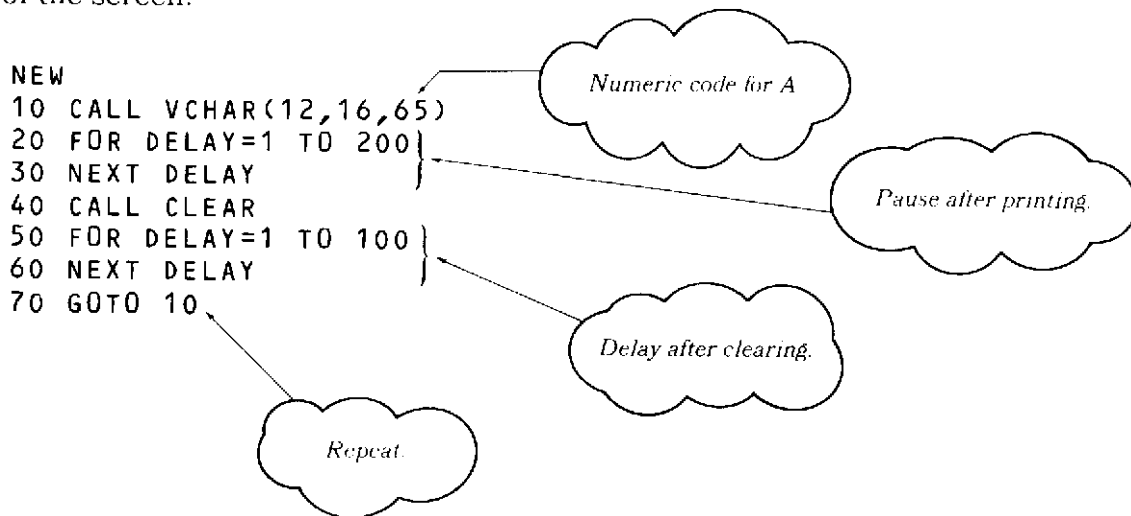 of the screen.
NEW
10 CALL VCHAR(12,16,65)
20 FOR DELAY=1 TO 200
30 NEXT DELAY
40 CALL CLEAR
50 FOR DELAY=1 TO 100
60 NEXT DELAY
70 GOTO 10
Numeric code for A
Pause after printing.
Delay after clearing.
Repeat.